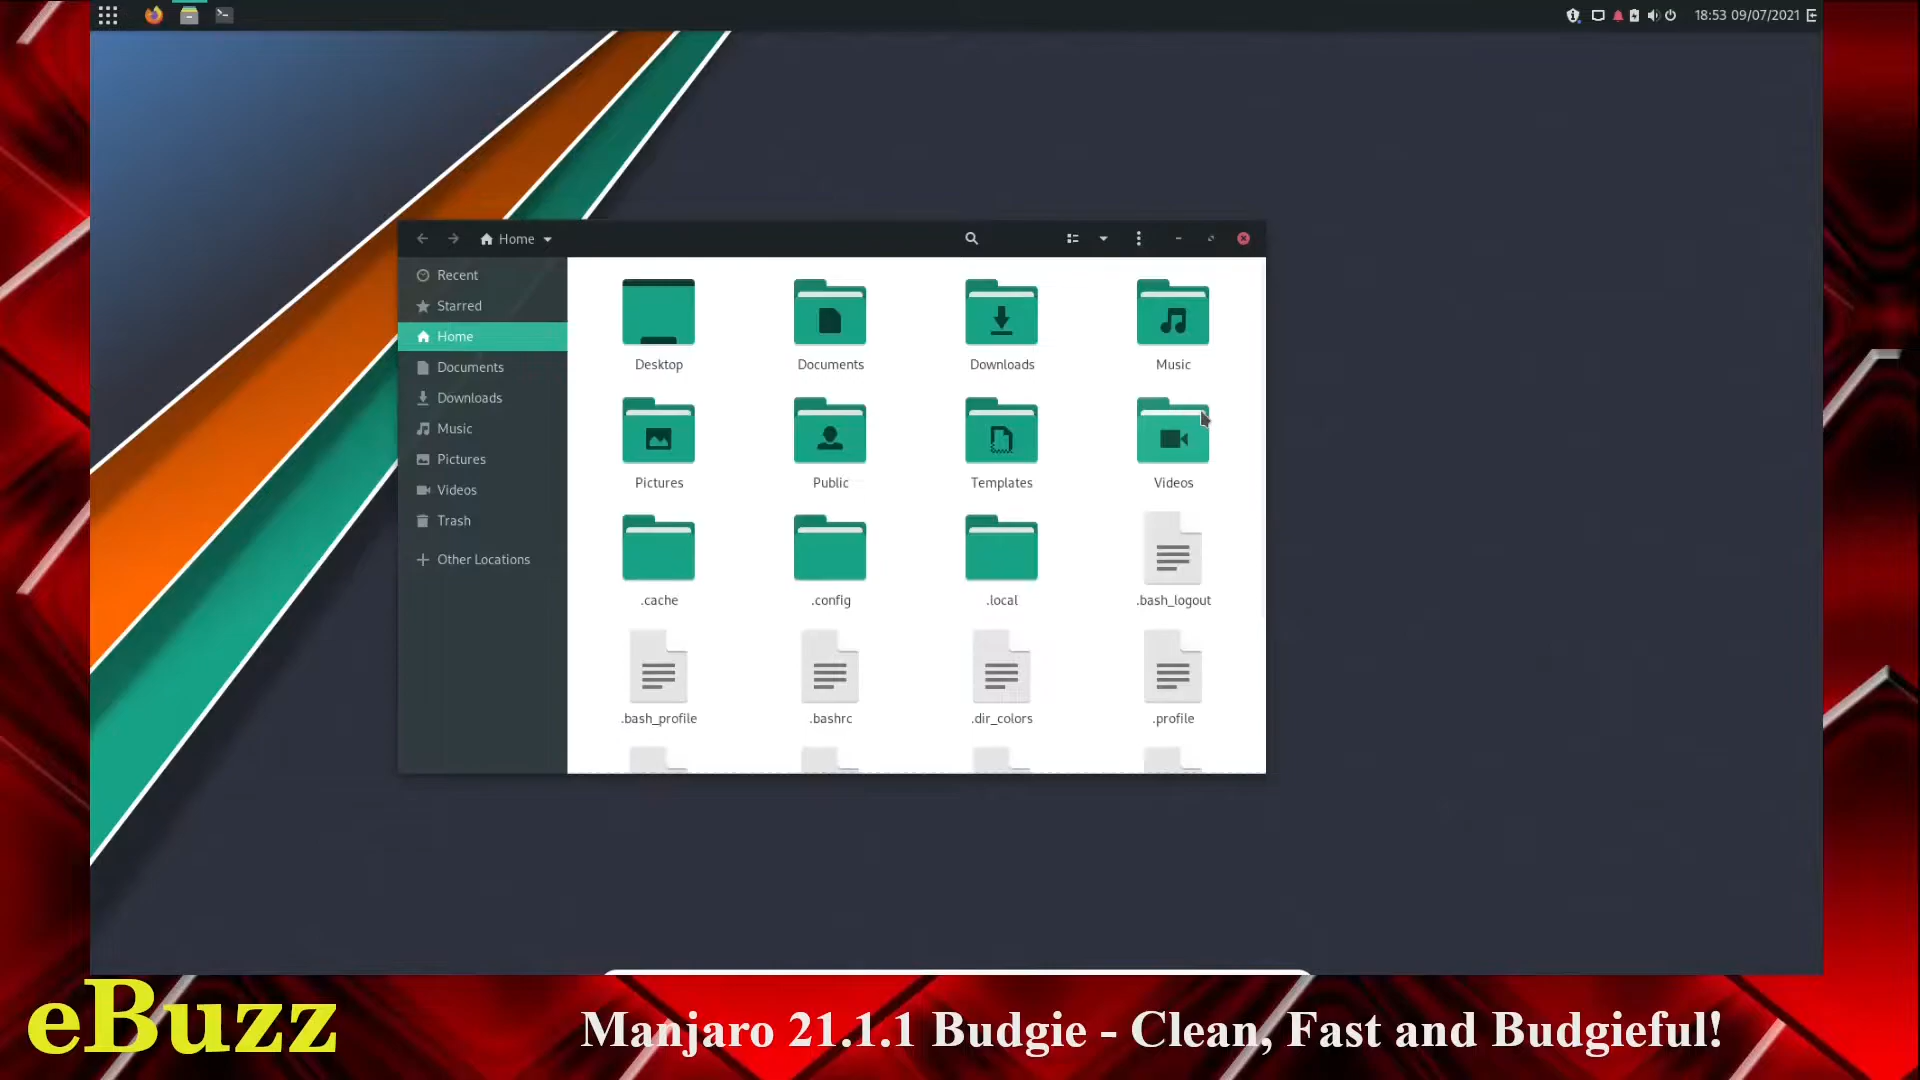 18:53 09/07/2021
Home
Recent
Starred
Home
Documents
Downloads
Music
Pictures
Videos
Trash
Other Locations
Desktop
Documents
Downloads
Music
Pictures
Public
Templates
Videos
.cache
.config
.local
.bash_logout
.bash_profile
.bashrc
.dir_colors
.profile
eBuzz
Manjaro 21.1.1 Budgie - Clean, Fast and Budgieful!